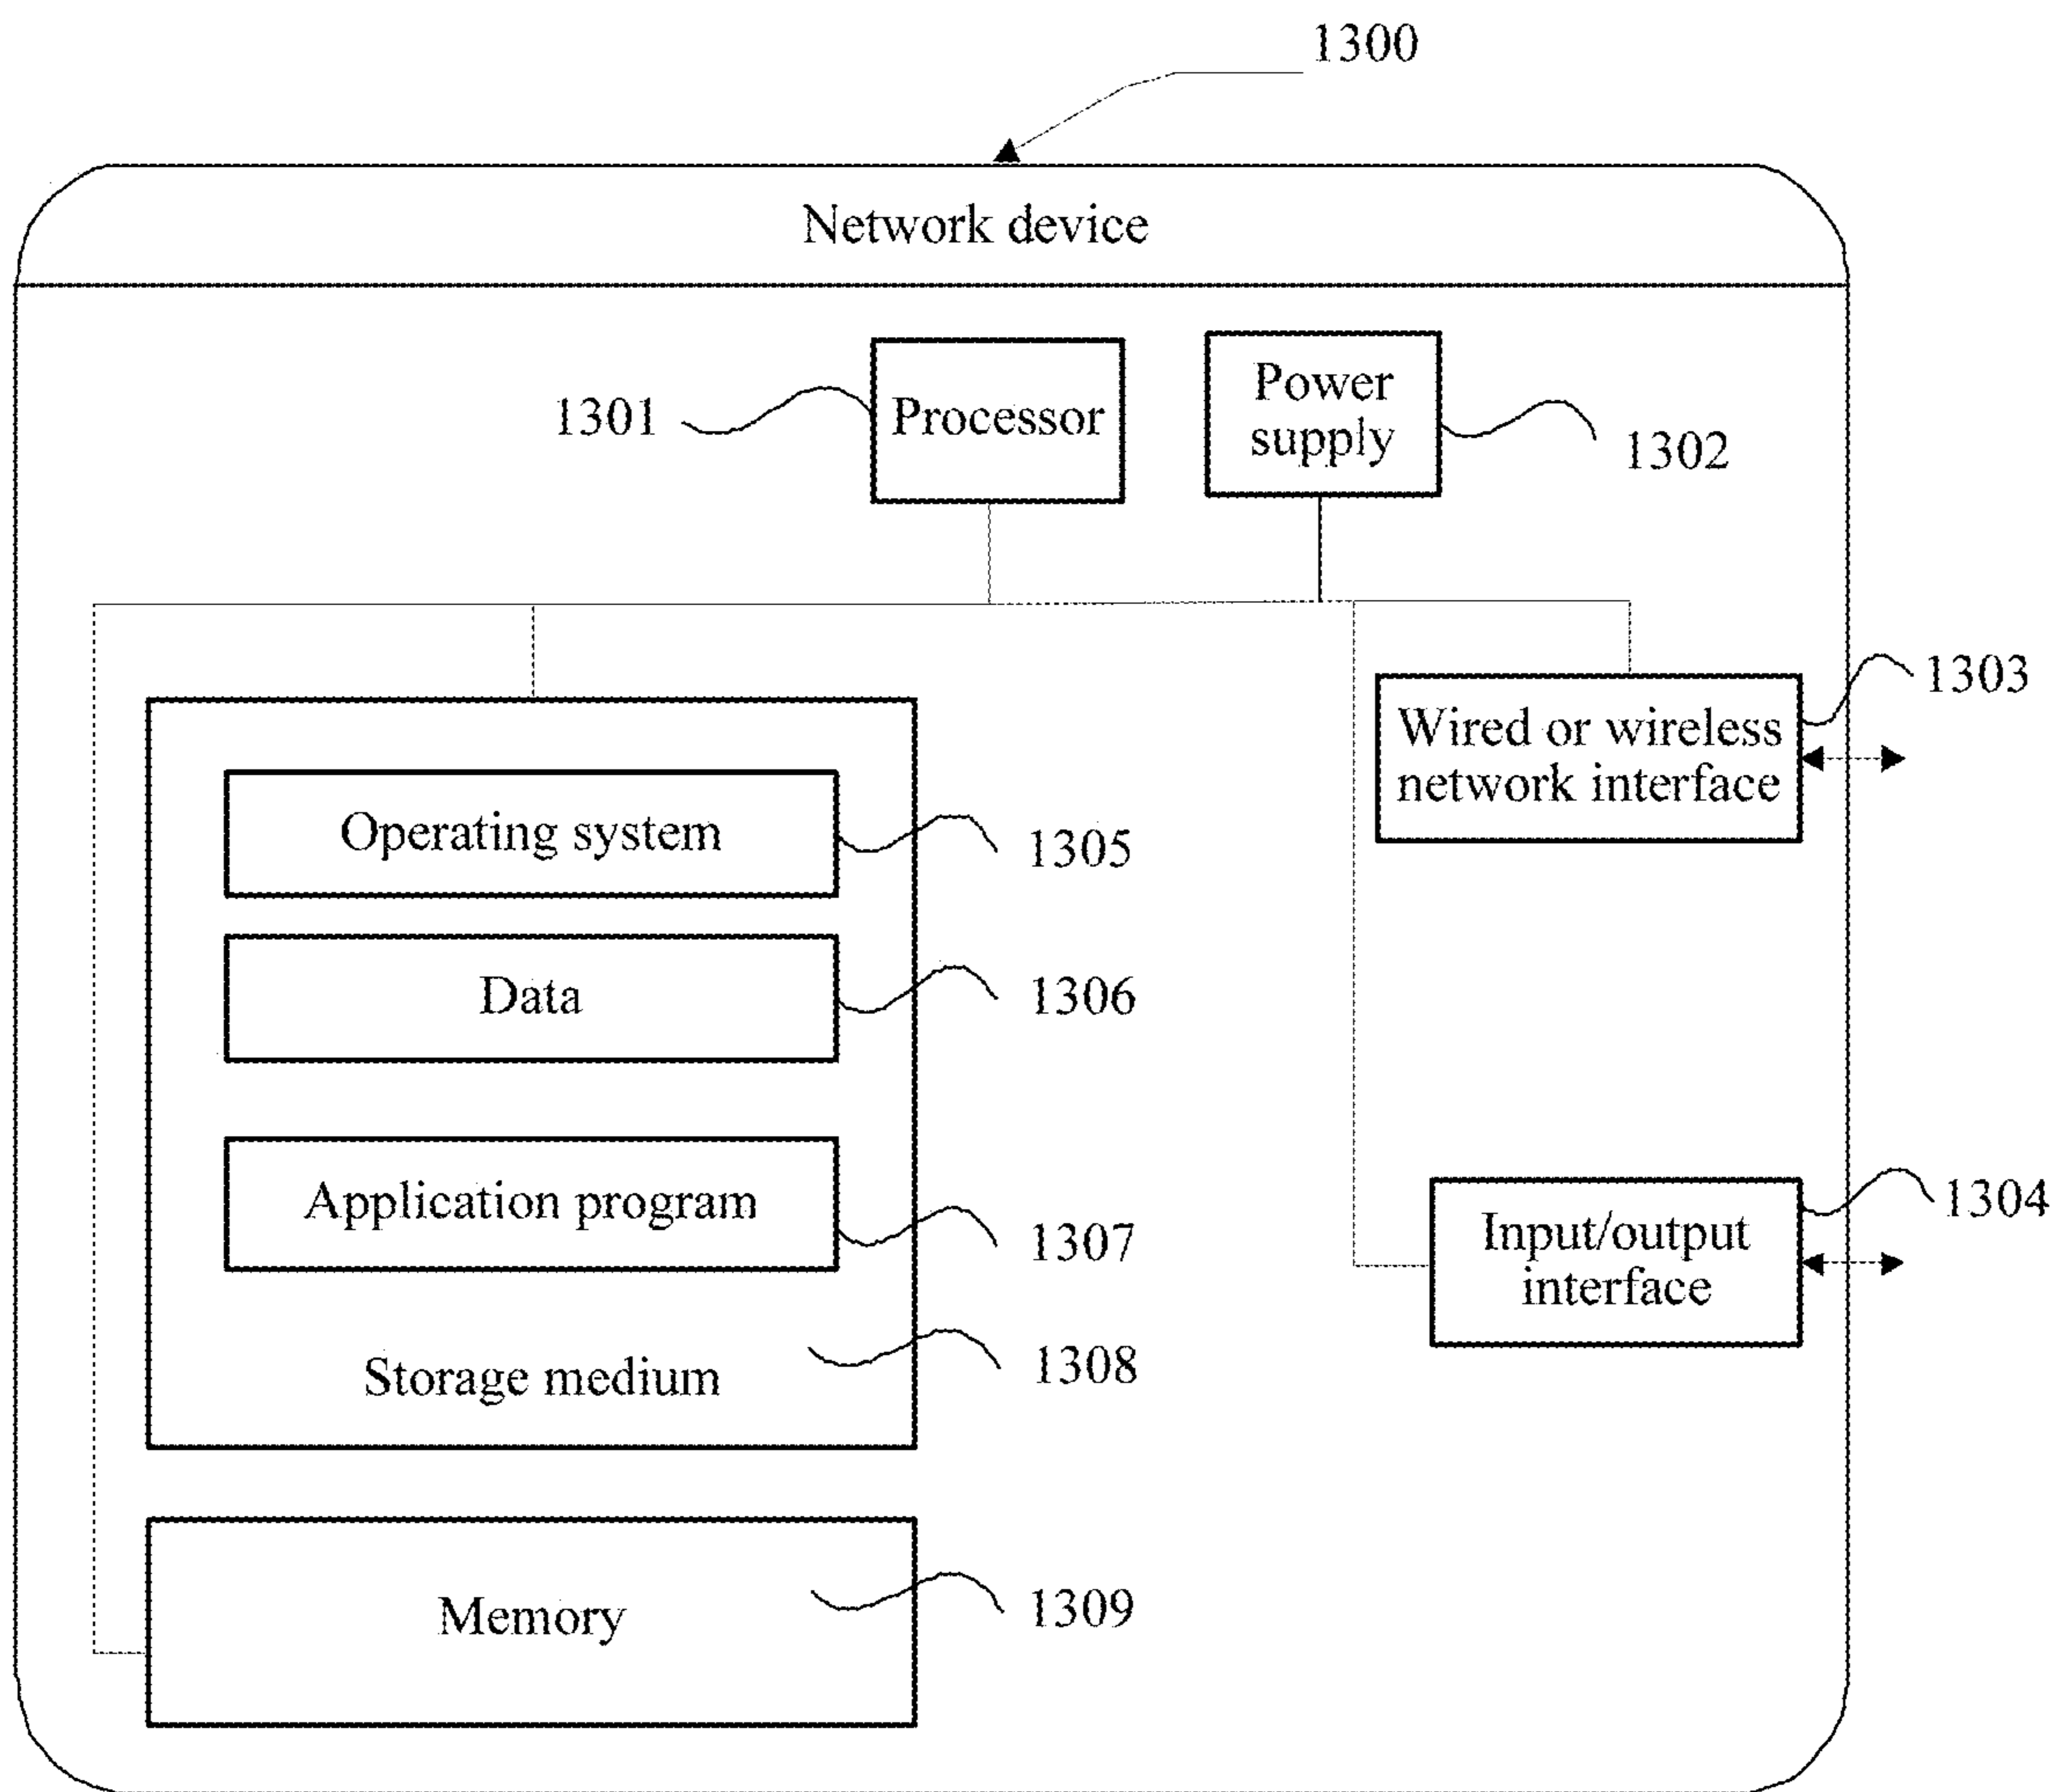 1300
Network device
1301
Processor
Power
supply
1302
1303
Wired or wireless
network interface
Operating system
1305
Data
1306
Application program
1307
1304
Input/output
interface
Storage medium
1308
Memory
1309